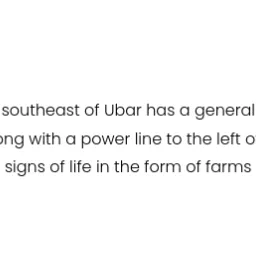 southeast of Ubar has a general
ong with a power line to the left o
signs of life in the form of farms